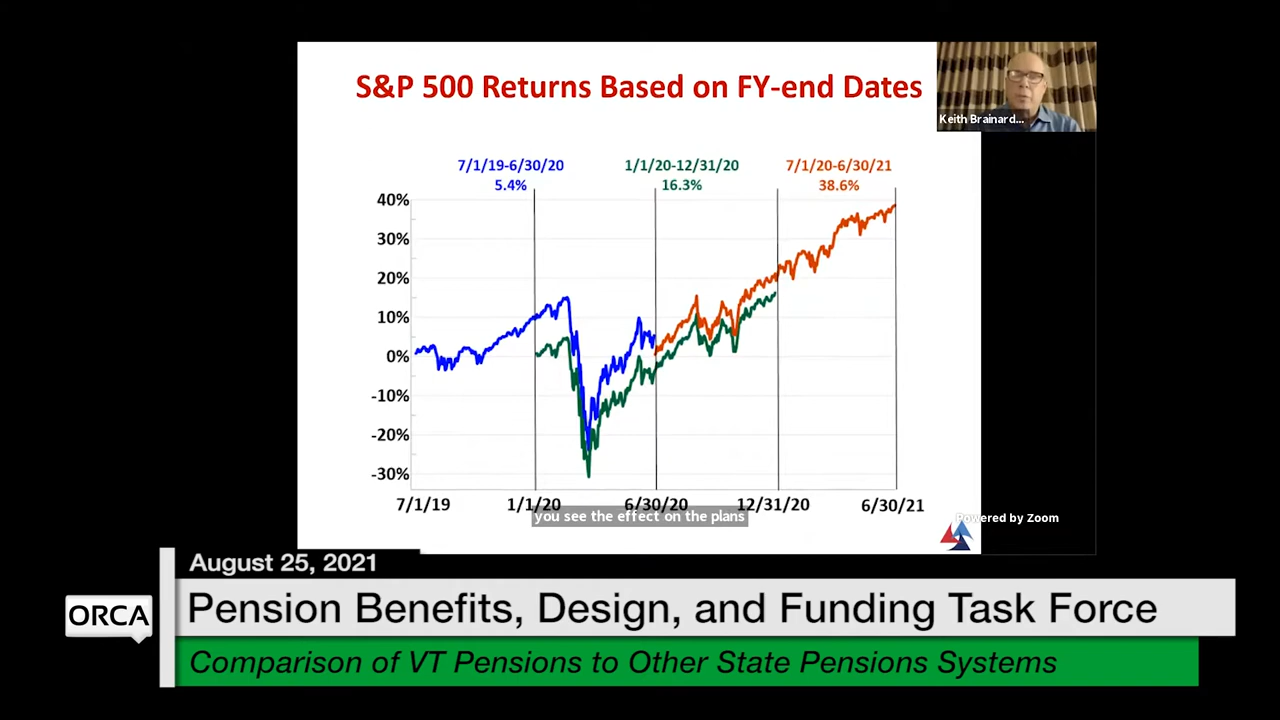 S&P 500 Returns Based on FY-end Dates
Keith Brainard...
7/1/19-6/30/20
5.4%
1/1/20-12/31/20
16.3%
7/1/20-6/30/21
38.6%
40%
30%
20%
10%
0%
-10%
-20%
-30%
7/1/19
1/1/20
6/30/20
12/31/20
6/30/21
you see the effect on the plans
Powered by Zoom
August 25, 2021
ORCA
Pension Benefits, Design, and Funding Task Force
Comparison of VT Pensions to Other State Pensions Systems